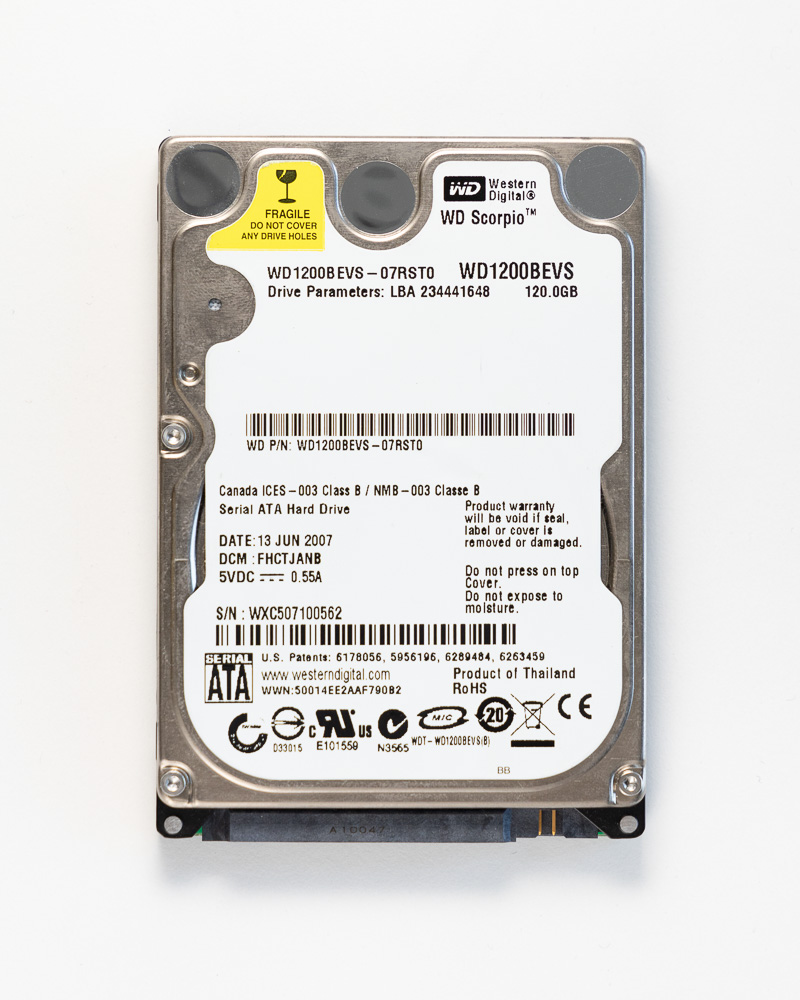 WD Western Digital®
WD Scorpio™
FRAGILE
DO NOT COVER
ANY DRIVE HOLES
WD1200BEVS-07RST0 WD1200BEVS
Drive Parameters: LBA 234441648 120.0GB
WD P/N: WD1200BEVS-07RST0
Canada ICES-003 Class B / NMB-003 Classe B
Serial ATA Hard Drive
Product warranty
will be void if seal,
label or cover is
removed or damaged.
DATE: 13 JUN 2007
DCM : FHCTJANB
5VDC 0.55A
Do not press on top
Cover.
Do not expose to
moisture.
S/N : WXC507100562
SERIAL
ATA
U.S. Patents: 6178056, 5956196, 6289484, 6263459
www.westerndigital.com
WWN:50014EE2AAF79082
Product of Thailand
RoHS
D33015
c RU US
E101559
N3565
MIC
WDT-WD1200BEVS(B)
20
CE
BB
A10047